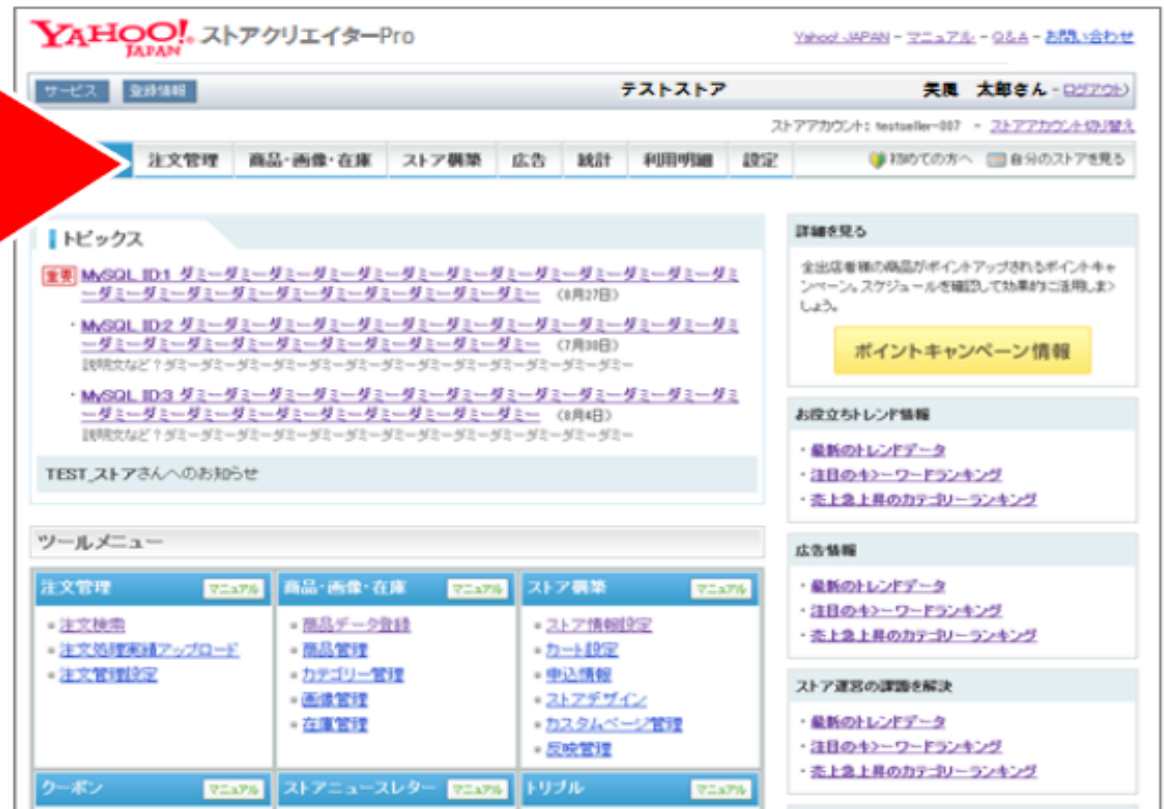 YAHOO! JAPAN ストアクリエイターPro
Yahoo! JAPAN - マニュアル - Q&A - お問い合わせ
サービス 登録情報 テストストア 矢風 太郎さん - (ログアウト)
ストアアカウント: testseller-007 - ストアアカウント切り替え
注文管理 商品・画像・在庫 ストア構築 広告 統計 利用明細 設定 初めての方へ 自分のストアを見る
トピックス
重要 MySQL ID:1 ダミーダミーダミーダミーダミーダミーダミーダミーダミーダミーダミーダミ
ーダミーダミーダミーダミーダミーダミーダミーダミー (8月27日)
・MySQL ID:2 ダミーダミーダミーダミーダミーダミーダミーダミーダミーダミーダミーダミ
ーダミーダミーダミーダミーダミーダミーダミーダミー (7月30日)
説明文など?ダミーダミーダミーダミーダミーダミーダミーダミーダミーダミーダミー
・MySQL ID:3 ダミーダミーダミーダミーダミーダミーダミーダミーダミーダミーダミーダミ
ーダミーダミーダミーダミーダミーダミーダミーダミー (8月4日)
説明文など?ダミーダミーダミーダミーダミーダミーダミーダミーダミーダミーダミー
TEST_ストアさんへのお知らせ
詳細を見る
全出店者様の商品がポイントアップされるポイントキャ
ンペーン。スケジュールを確認して効果的に活用しま
しょう。
ポイントキャンペーン情報
お役立ちトレンド情報
・最新のトレンドデータ
・注目のキーワードランキング
・売上急上昇のカテゴリーランキング
広告情報
・最新のトレンドデータ
・注目のキーワードランキング
・売上急上昇のカテゴリーランキング
ストア運営の課題を解決
・最新のトレンドデータ
・注目のキーワードランキング
・売上急上昇のカテゴリーランキング
ツールメニュー
注文管理 マニュアル
注文検索
注文処理実績アップロード
注文管理設定
商品・画像・在庫 マニュアル
商品データ登録
商品管理
カテゴリー管理
画像管理
在庫管理
ストア構築 マニュアル
ストア情報設定
カート設定
申込情報
ストアデザイン
カスタムページ管理
反映管理
クーポン マニュアル
ストアニュースレター マニュアル
トリプル マニュアル